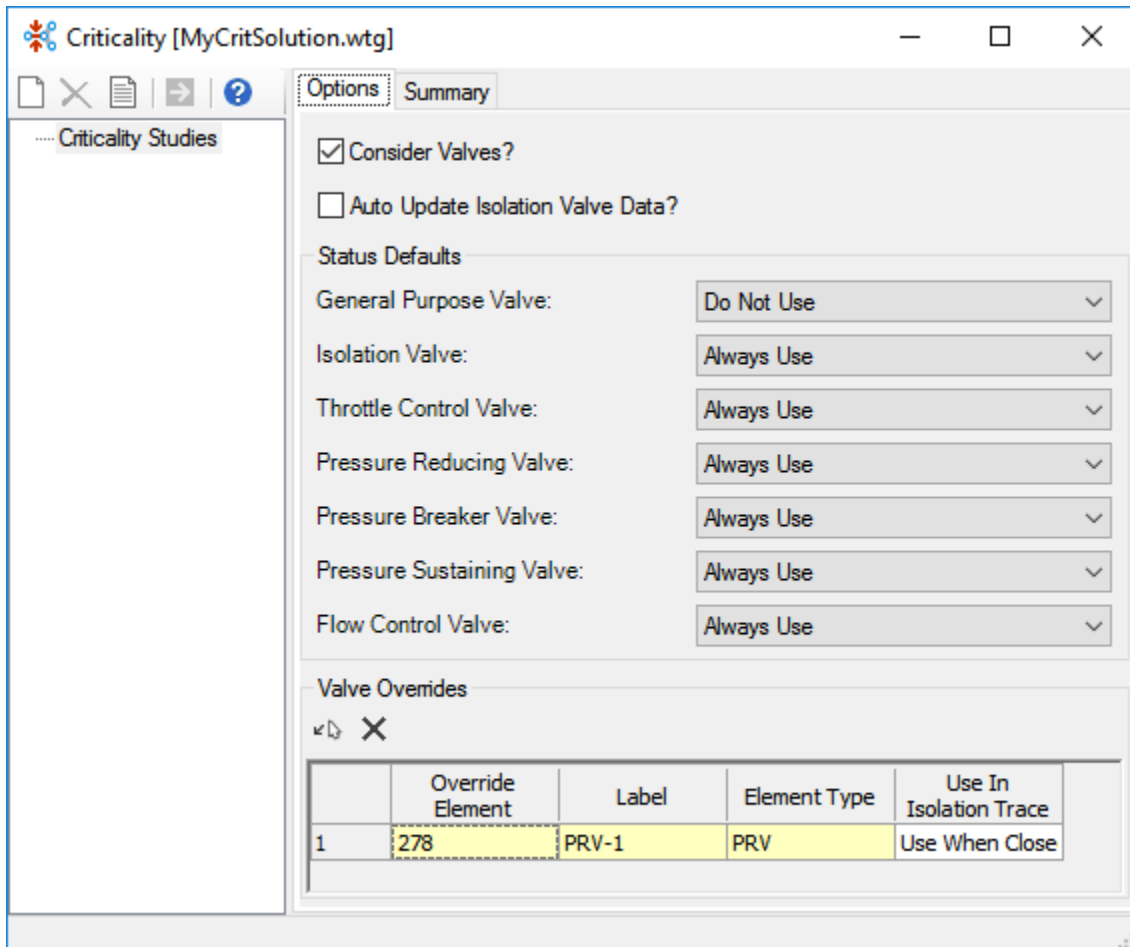 Criticality [MyCritSolution.wtg]
Options Summary
Criticality Studies
Consider Valves?
Auto Update Isolation Valve Data?
Status Defaults
General Purpose Valve: Do Not Use
Isolation Valve: Always Use
Throttle Control Valve: Always Use
Pressure Reducing Valve: Always Use
Pressure Breaker Valve: Always Use
Pressure Sustaining Valve: Always Use
Flow Control Valve: Always Use
Valve Overrides
Override Element Label Element Type Use In Isolation Trace
1 278 PRV-1 PRV Use When Close